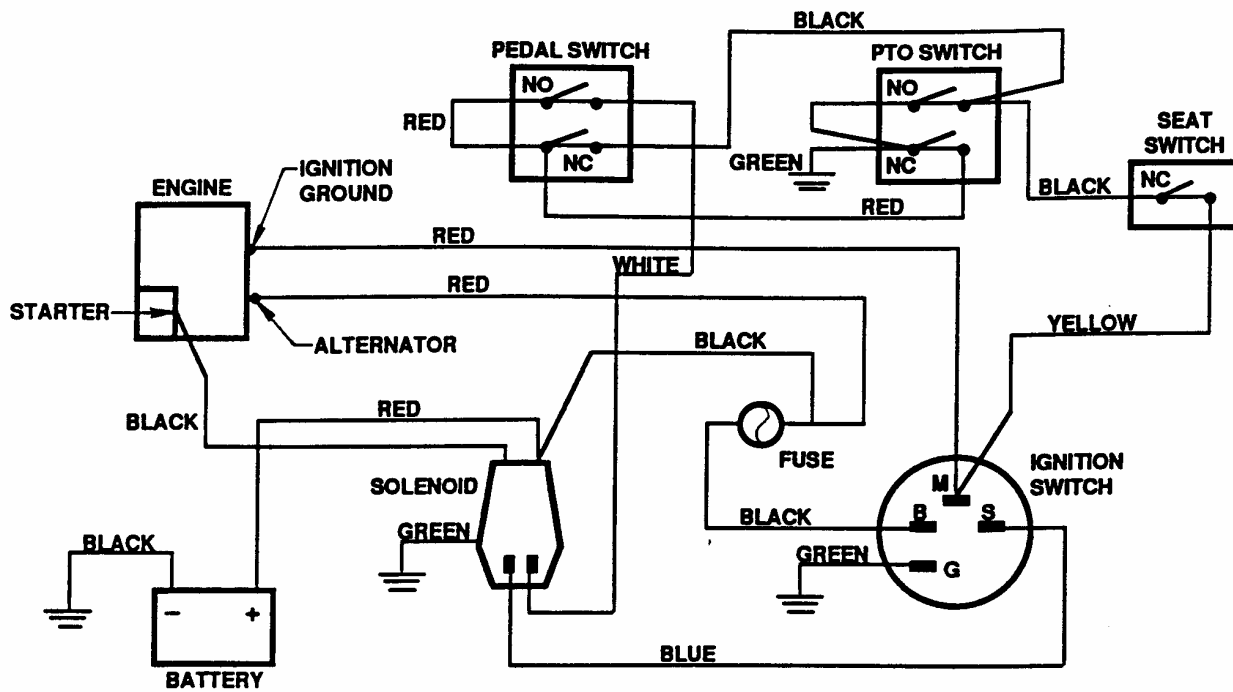 BLACK
PEDAL SWITCH
PTO SWITCH
NO
NO
RED
SEAT
SWITCH
NC
GREEN
NC
NC
BLACK
IGNITION
GROUND
ENGINE
RED
RED
WHITE
RED
STARTER
ALTERNATOR
YELLOW
BLACK
RED
BLACK
FUSE
IGNITION
SWITCH
SOLENOID
M
B
S
BLACK
GREEN
BLACK
GREEN
G
- +
BLUE
BATTERY